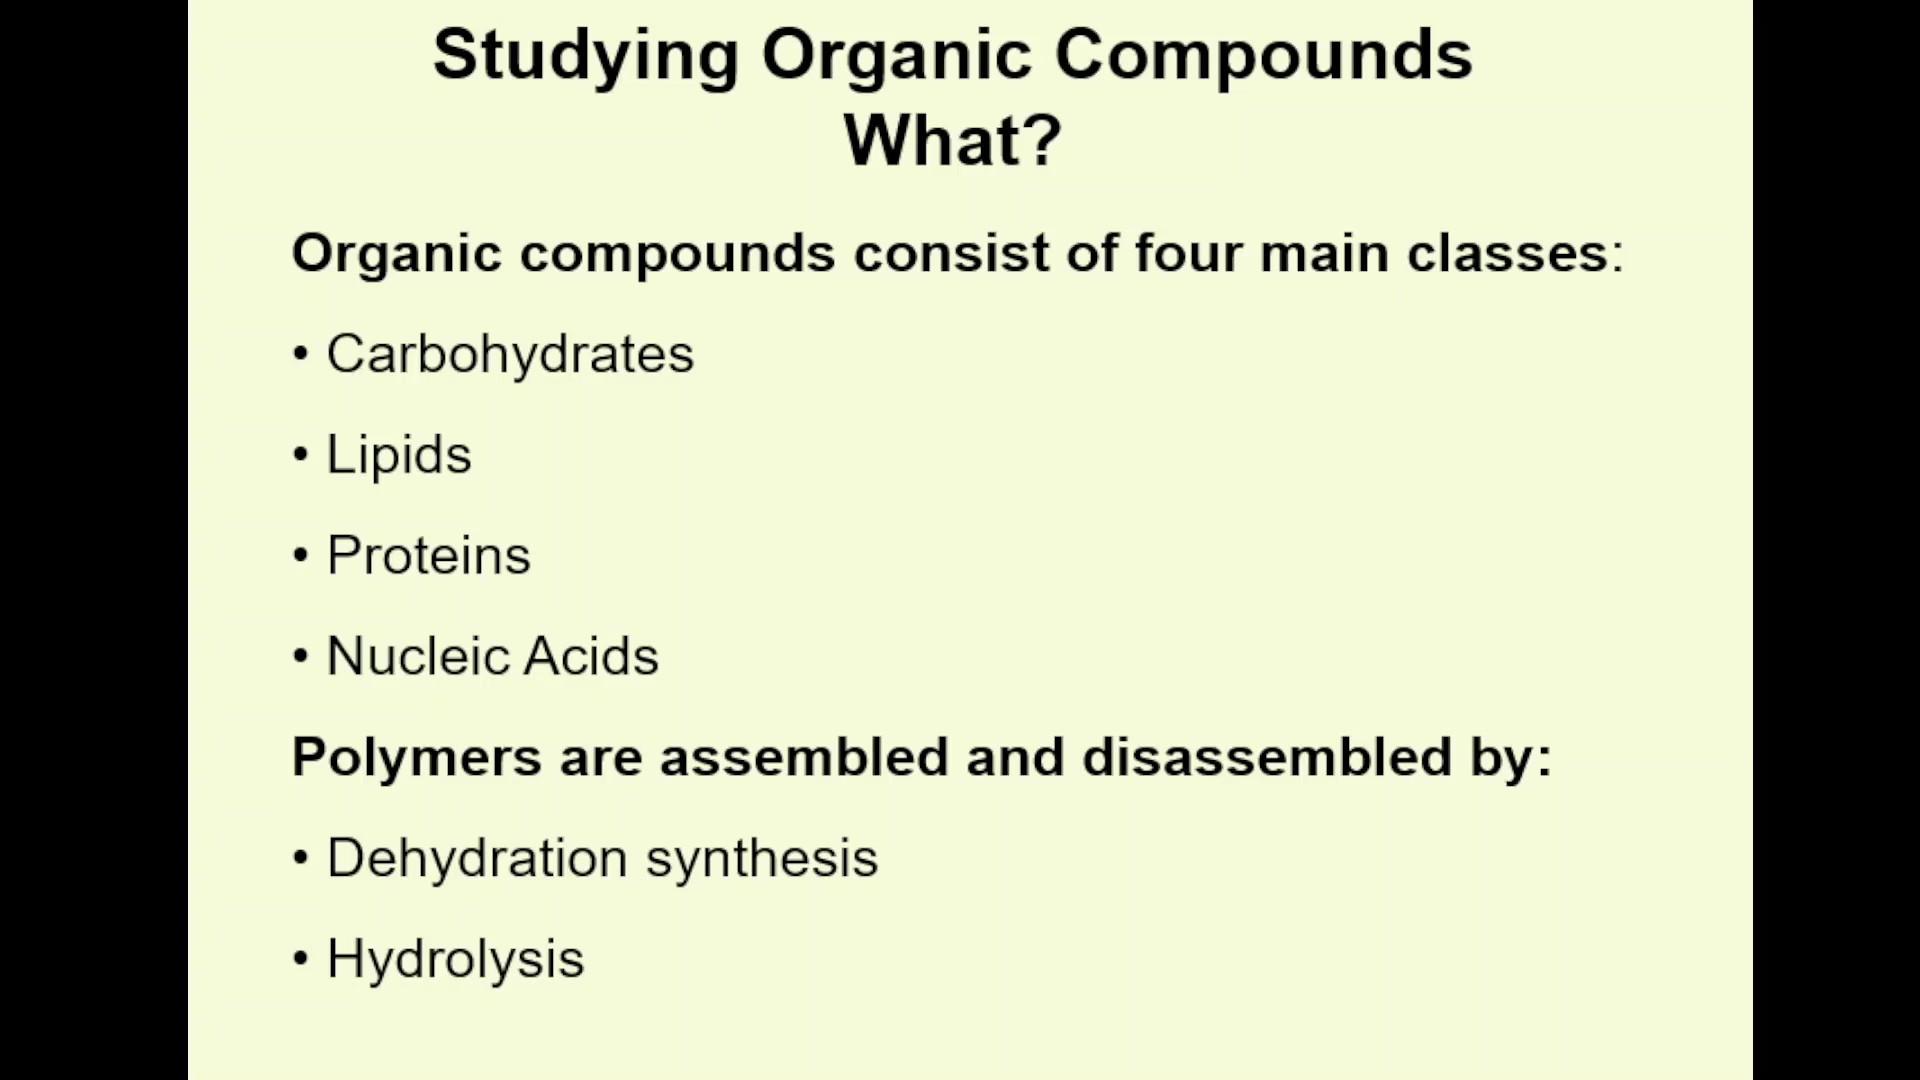 Studying Organic Compounds
What?
Organic compounds consist of four main classes:
• Carbohydrates
• Lipids
• Proteins
• Nucleic Acids
Polymers are assembled and disassembled by:
• Dehydration synthesis
• Hydrolysis